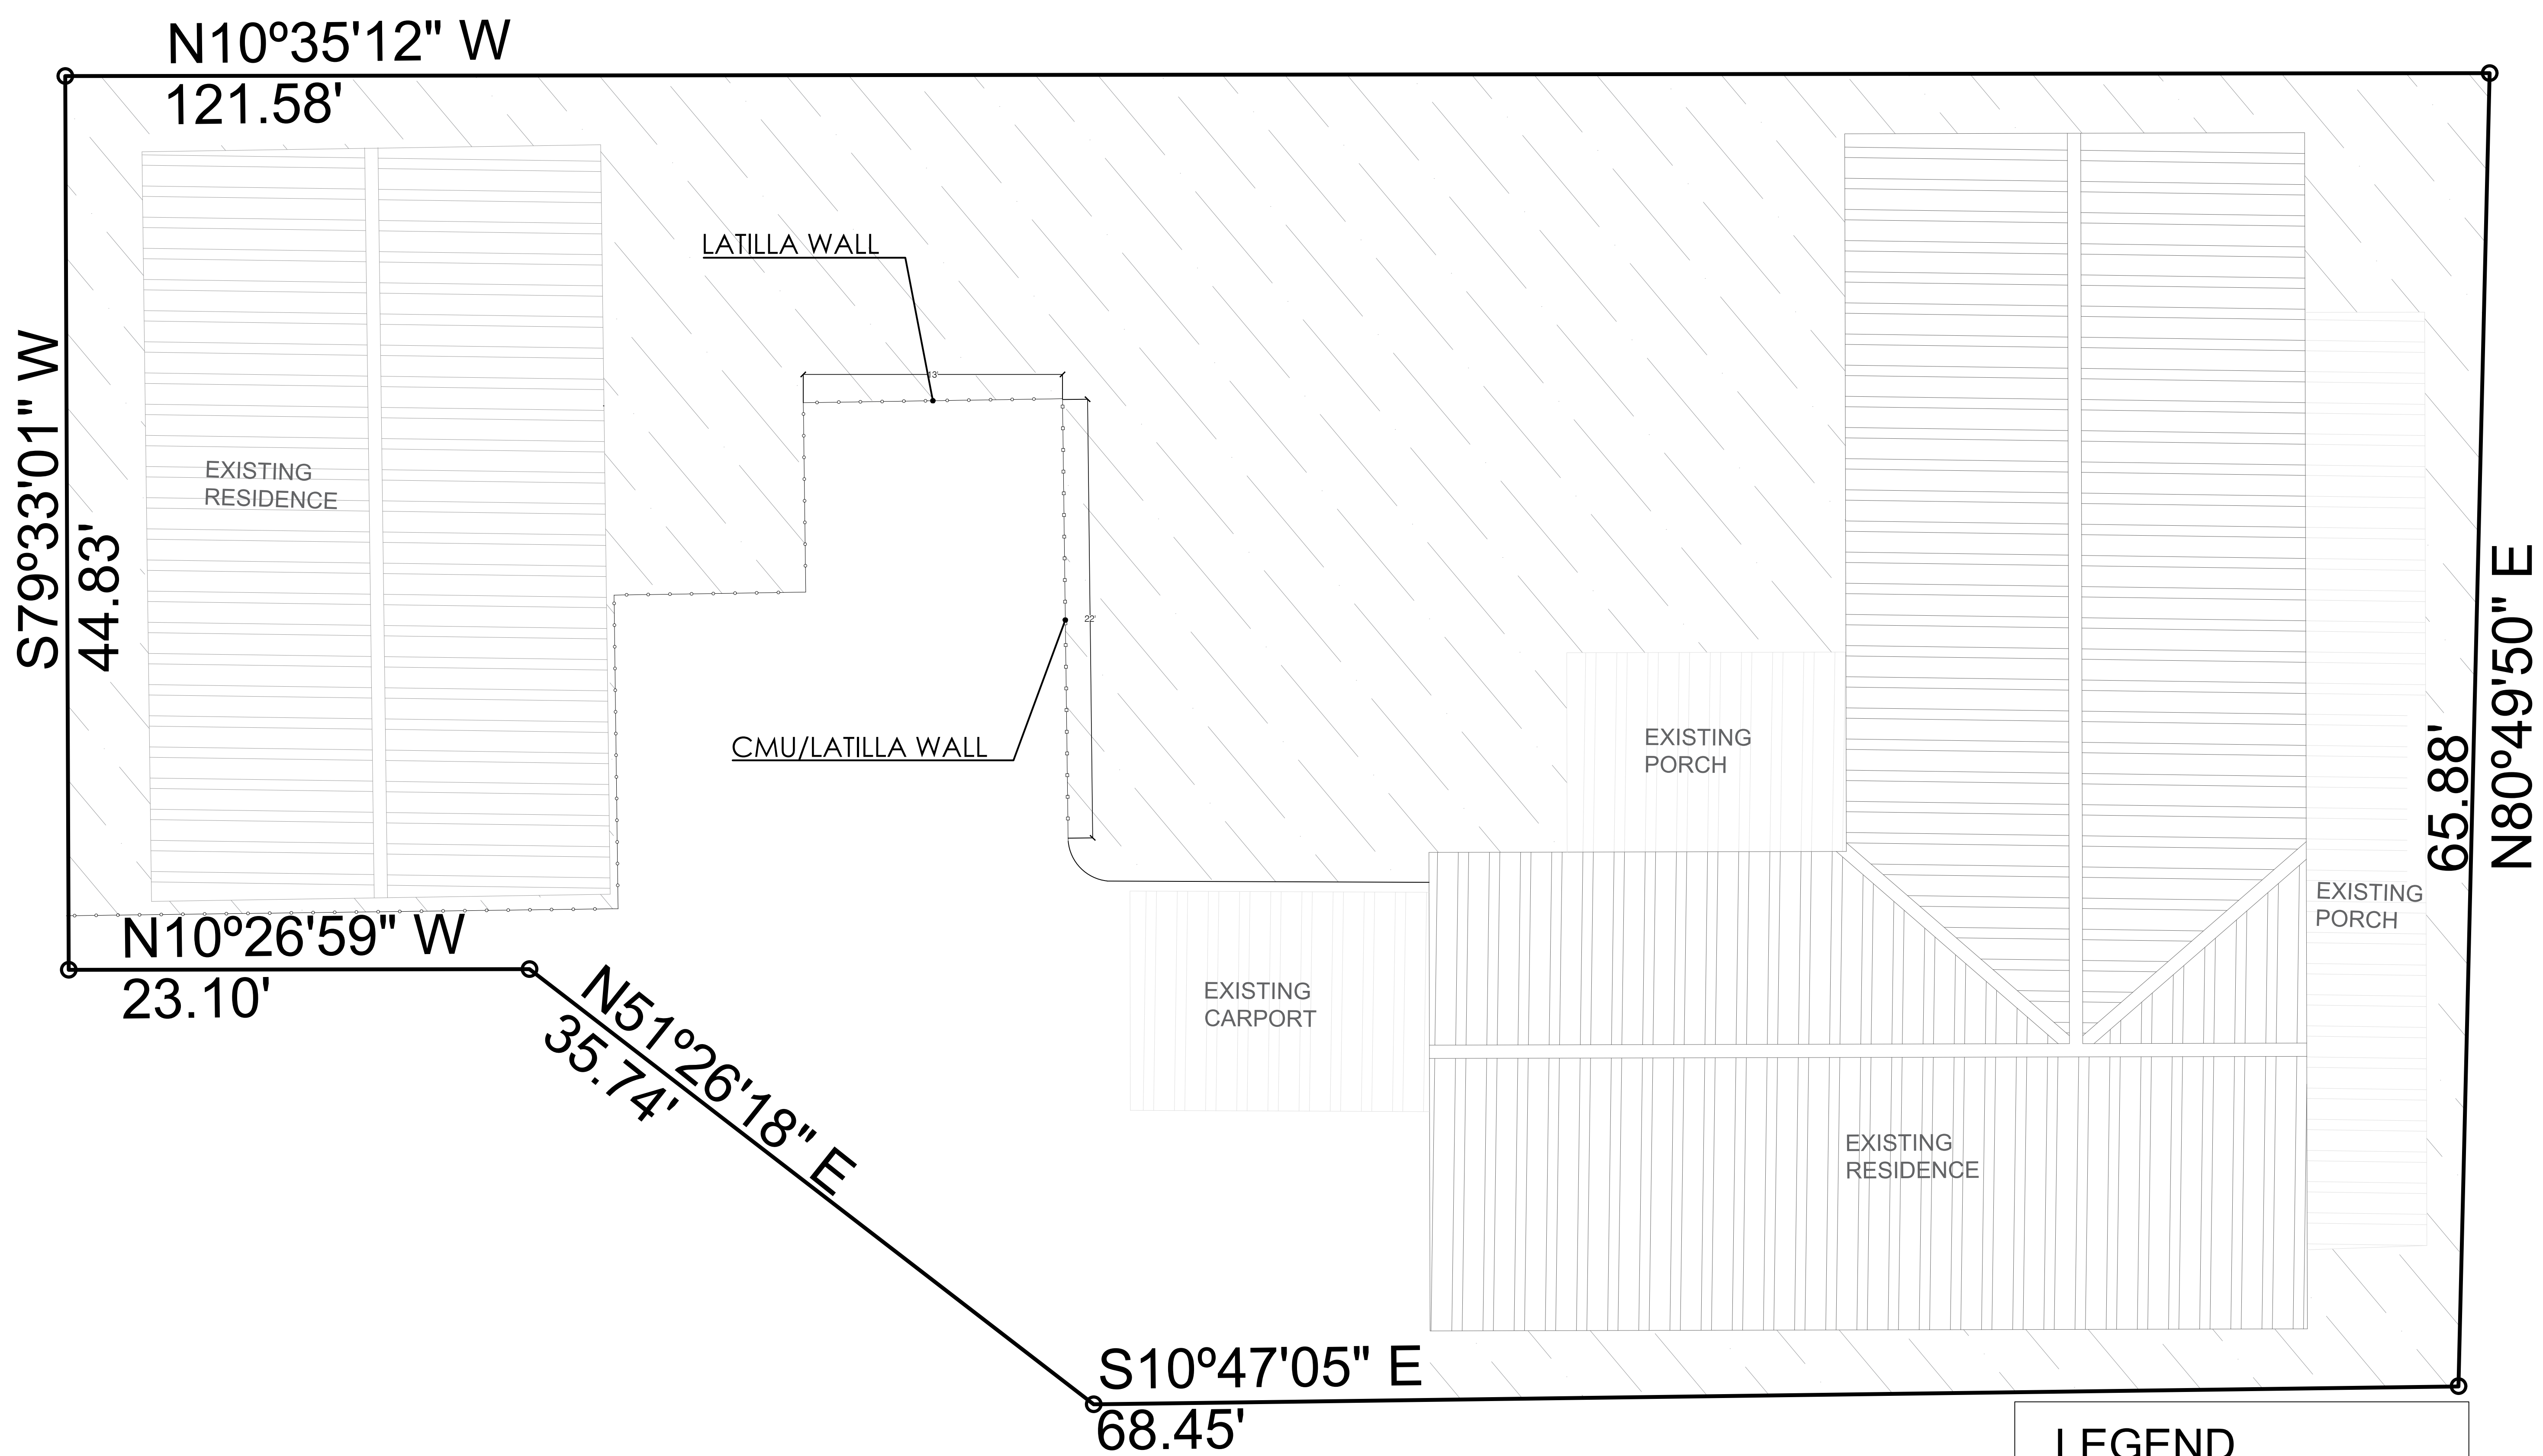 N10º35'12" W
121.58'
LATILLA WALL
13'
S79º33'01" W
44.83'
EXISTING
RESIDENCE
22'
CMU/LATILLA WALL
EXISTING
PORCH
N80º49'50" E
65.88'
EXISTING
PORCH
N10º26'59" W
23.10'
N51º26'18" E
35.74'
EXISTING
CARPORT
EXISTING
RESIDENCE
S10º47'05" E
68.45'
LEGEND